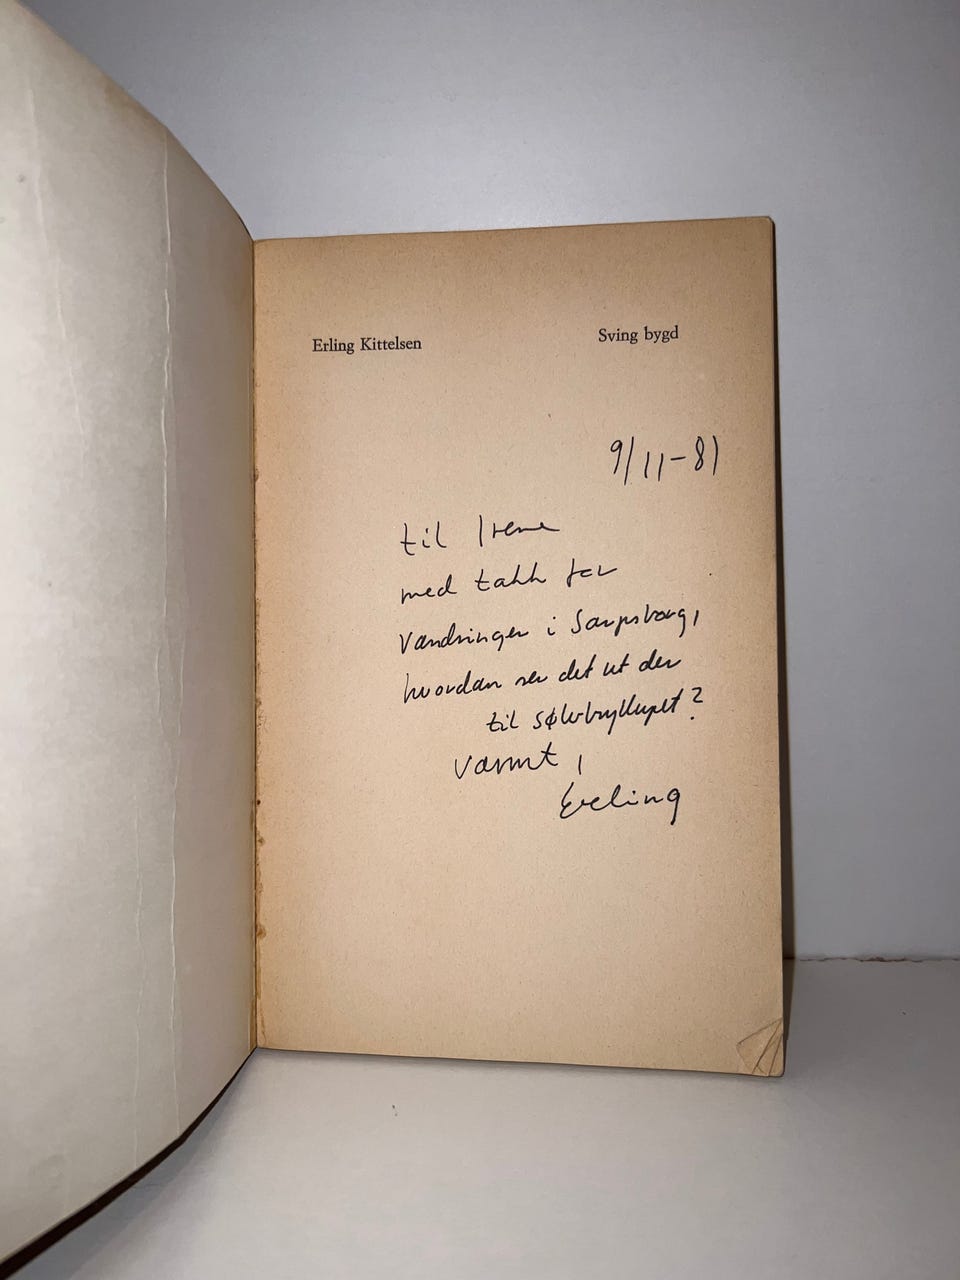 Erling Kittelsen Sving bygd
9/11-81
til Irene
med takk for
vandringer i Sarpsborg,
hvordan ser det ut der
til sølvbryllupet?
varmt,
Erling